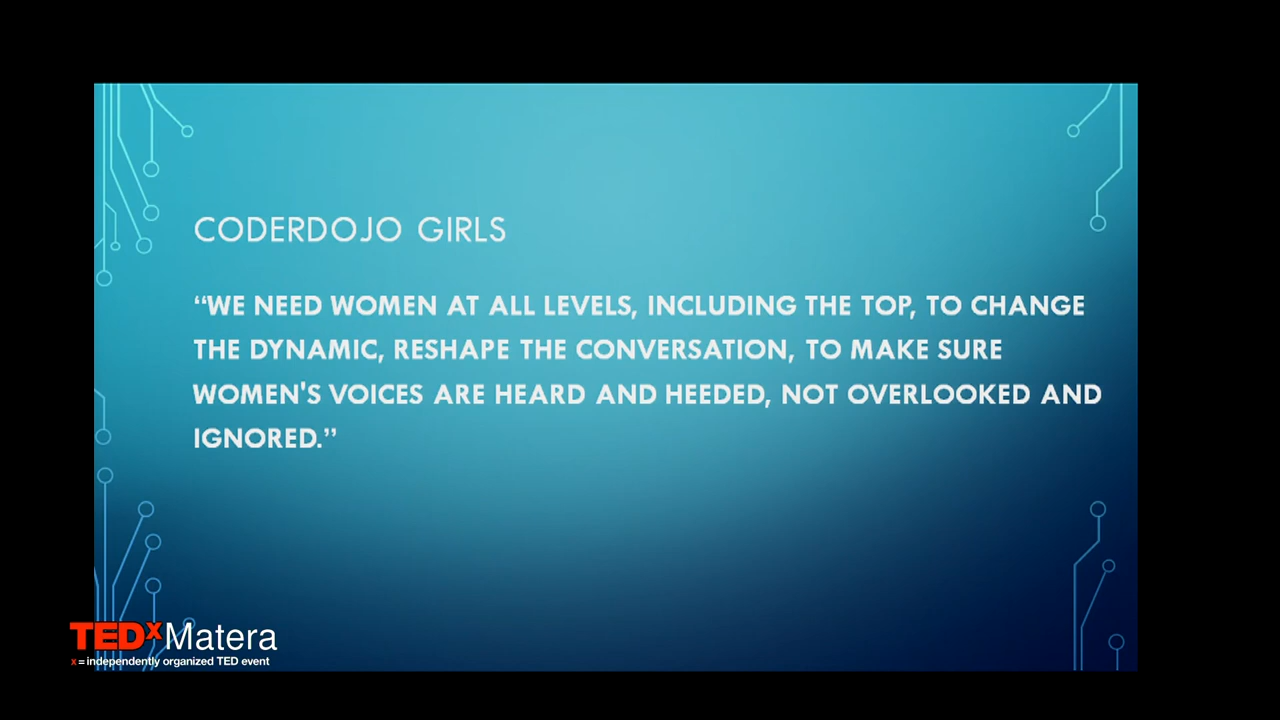 CODERDOJO GIRLS
“WE NEED WOMEN AT ALL LEVELS, INCLUDING THE TOP, TO CHANGE
THE DYNAMIC, RESHAPE THE CONVERSATION, TO MAKE SURE
WOMEN'S VOICES ARE HEARD AND HEEDED, NOT OVERLOOKED AND
IGNORED.”
TEDxMatera
x = independently organized TED event